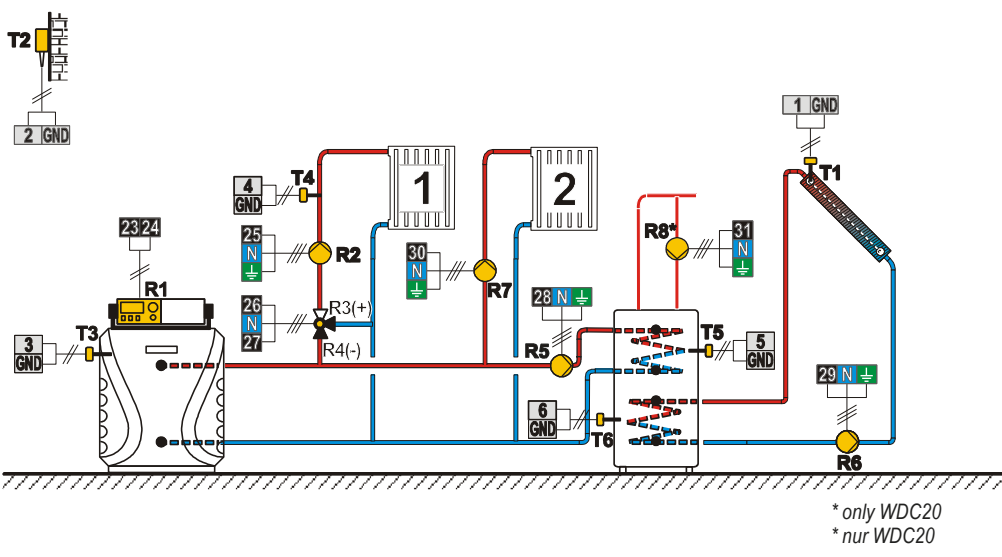 T2
2 GND
1 GND
T1
4
GND
T4
1
2
R8*
31
N
23 24
25
N
R2
30
N
R7
R1
28 N
26
N
27
R3(+)
R4(-)
3
GND
T3
R5
T5
5
GND
29 N
6
GND
T6
R6
* only WDC20
* nur WDC20